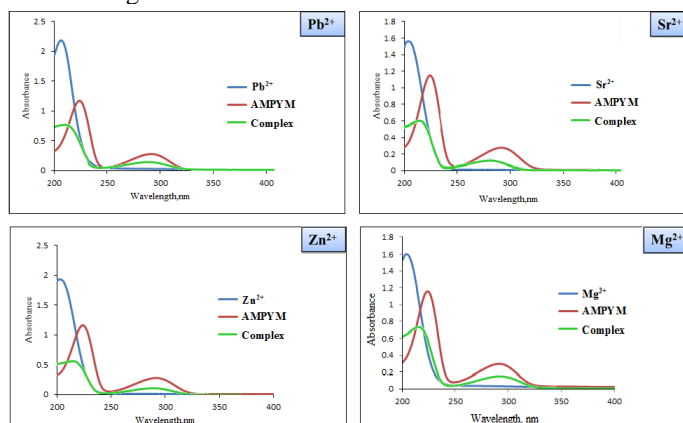 Pb²⁺
2.5
2
1.5
1
0.5
0
Absorbance
200
250
300
350
400
Wavelength,nm
Pb²⁺
AMPYM
Complex
Sr²⁺
1.8
1.6
1.4
1.2
1
0.8
0.6
0.4
0.2
0
Absorbance
200
250
300
350
400
Wavelength,nm
Sr²⁺
AMPYM
Complex
Zn²⁺
2.5
2
1.5
1
0.5
0
Absorbance
200
250
300
350
400
Wavelength,nm
Zn²⁺
AMPYM
Complex
Mg²⁺
1.8
1.6
1.4
1.2
1
0.8
0.6
0.4
0.2
0
Absorbance
200
250
300
350
400
Wavelength, nm
Mg²⁺
AMPYM
Complex